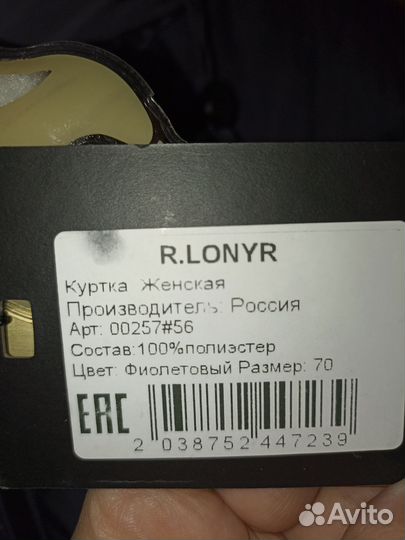 R.LONYR
Куртка Женская
Производитель: Россия
Арт: 00257#56
Состав:100%полиэстер
Цвет: Фиолетовый Размер: 70
EAC
2 038752 447239
Avito